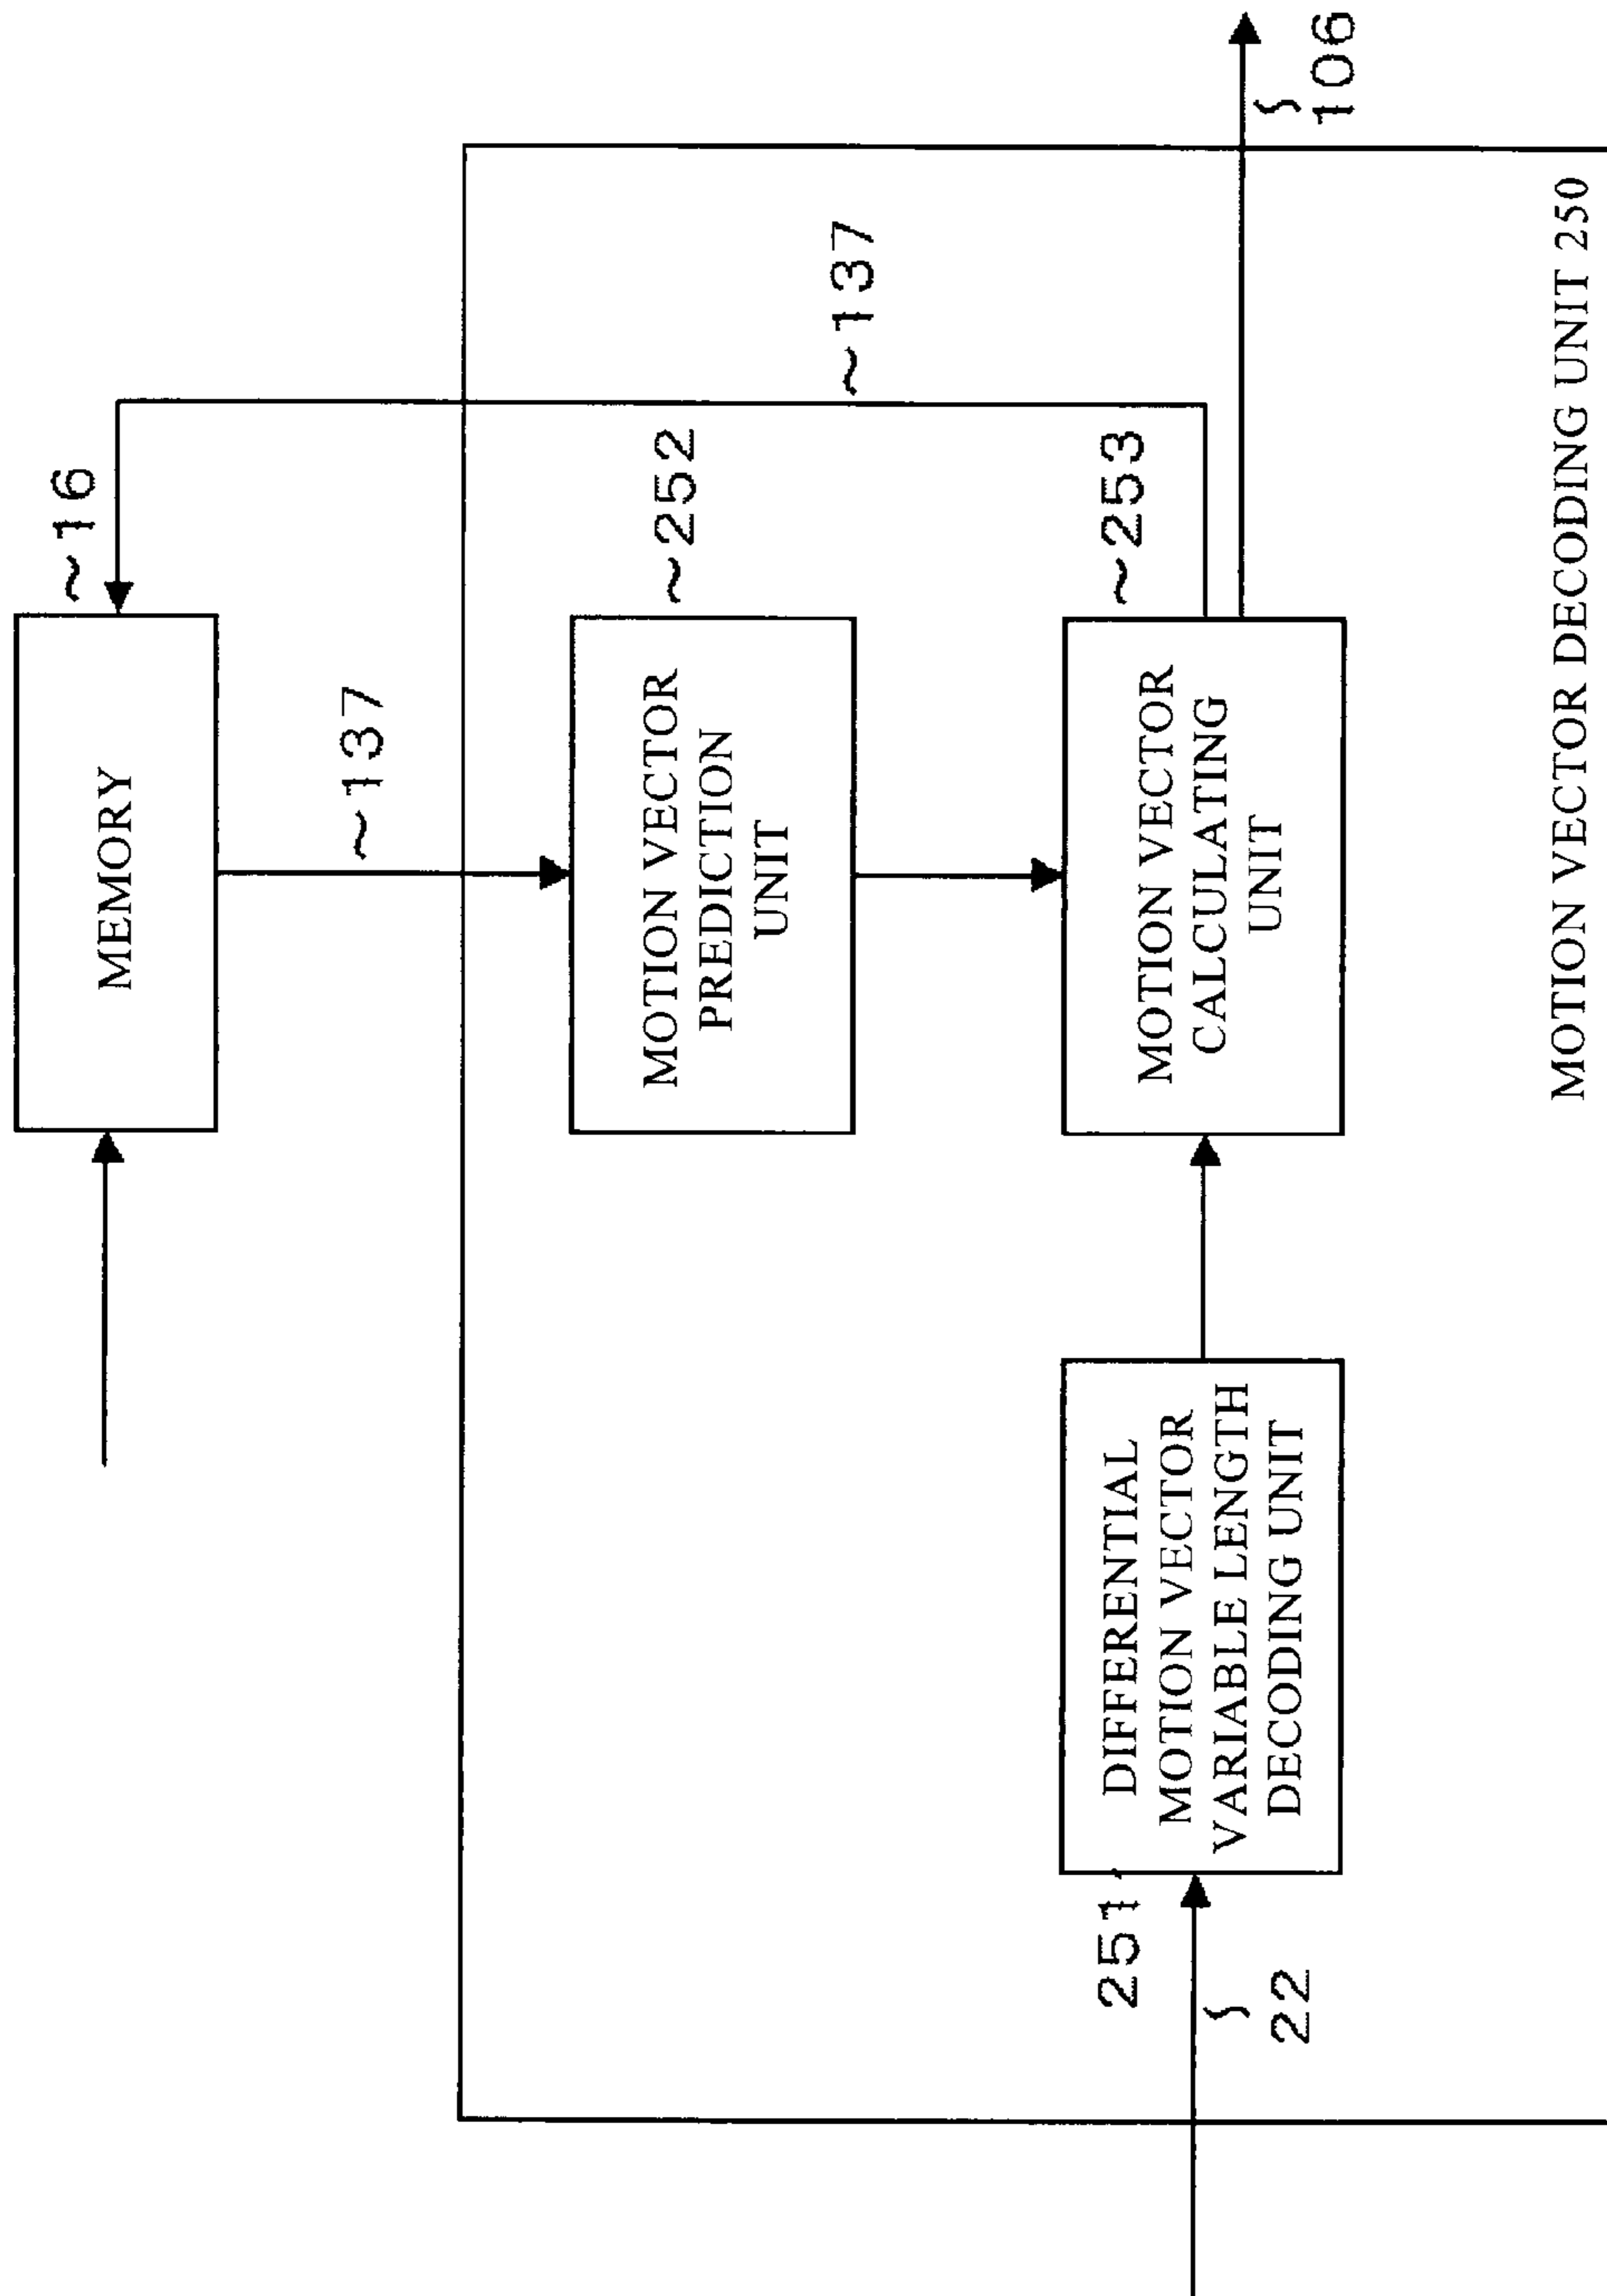 MEMORY
~16
~137
~137
MOTION VECTOR
PREDICTION
UNIT
~252
DIFFERENTIAL
MOTION VECTOR
VARIABLE LENGTH
DECODING UNIT
251
22
MOTION VECTOR
CALCULATING
UNIT
~253
106
MOTION VECTOR DECODING UNIT 250